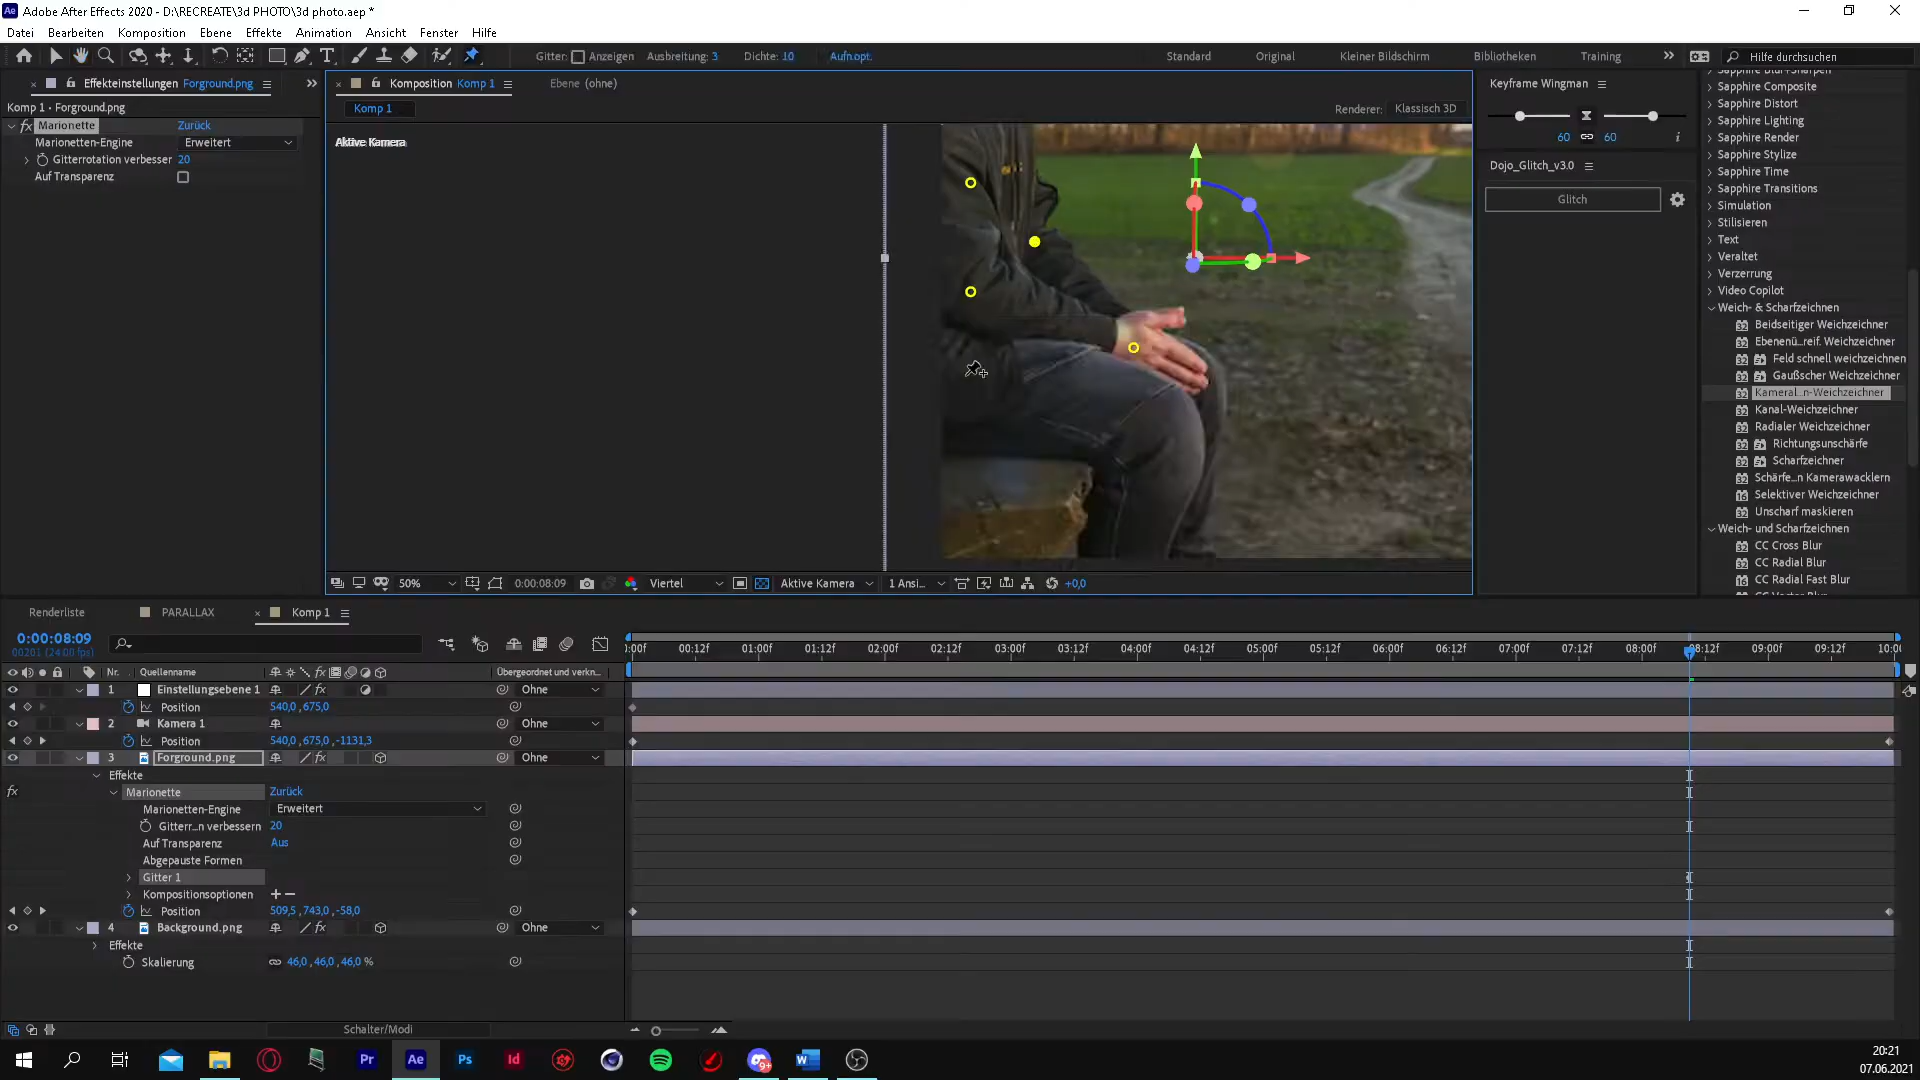 Adobe After Effects 2020 - D:\RECREATE\3d PHOTO\3d photo.aep *
Datei Bearbeiten Komposition Ebene Effekte Animation Ansicht Fenster Hilfe
Gitter: Anzeigen Ausbreitung: 3 Dichte: 10 Aufn.opt. Standard Original Kleiner Bildschirm Bibliotheken Training Hilfe durchsuchen
Effekteinstellungen Forground.png
Komp 1 • Forground.png
fx Marionette Zurück
Marionetten-Engine Erweitert
Gitterrotation verbesser 20
Auf Transparenz
Komposition Komp 1 Ebene (ohne)
Komp 1
Renderer: Klassisch 3D
Aktive Kamera
50% 0:00:08:09 Viertel Aktive Kamera 1 Ansi... +0,0
Keyframe Wingman
60 60 i
Dojo_Glitch_v3.0
Glitch
Sapphire Composite
Sapphire Distort
Sapphire Lighting
Sapphire Render
Sapphire Stylize
Sapphire Time
Sapphire Transitions
Simulation
Stilisieren
Text
Veraltet
Verzerrung
Video Copilot
Weich- & Scharfzeichnen
Beidseitiger Weichzeichner
Ebenenü...reif. Weichzeichner
Feld schnell weichzeichnen
Gaußscher Weichzeichner
Kameral...n-Weichzeichner
Kanal-Weichzeichner
Radialer Weichzeichner
Richtungsunschärfe
Scharfzeichner
Schärfe...n Kamerawacklern
Selektiver Weichzeichner
Unscharf maskieren
Weich- und Scharfzeichnen
CC Cross Blur
CC Radial Blur
CC Radial Fast Blur
Renderliste PARALLAX Komp 1
0:00:08:09
00201 (24.00 fps)
:00f 00:12f 01:00f 01:12f 02:00f 02:12f 03:00f 03:12f 04:00f 04:12f 05:00f 05:12f 06:00f 06:12f 07:00f 07:12f 08:00f 08:12f 09:00f 09:12f 10:00
Nr. Quellenname Übergeordnet und verkn...
1 Einstellungsebene 1 Ohne
Position 540,0 ,675,0
2 Kamera 1 Ohne
Position 540,0 ,675,0 ,-1131,3
3 Forground.png Ohne
Effekte
fx Marionette Zurück
Marionetten-Engine Erweitert
Gitterr...n verbessern 20
Auf Transparenz Aus
Abgepauste Formen
Gitter 1
Kompositionsoptionen + −
Position 509,5 ,743,0 ,-58,0
4 Background.png Ohne
Effekte
Skalierung 46,0 ,46,0 ,46,0 %
Schalter/Modi
Pr Ae Ps Id 9+
20:21
07.06.2021